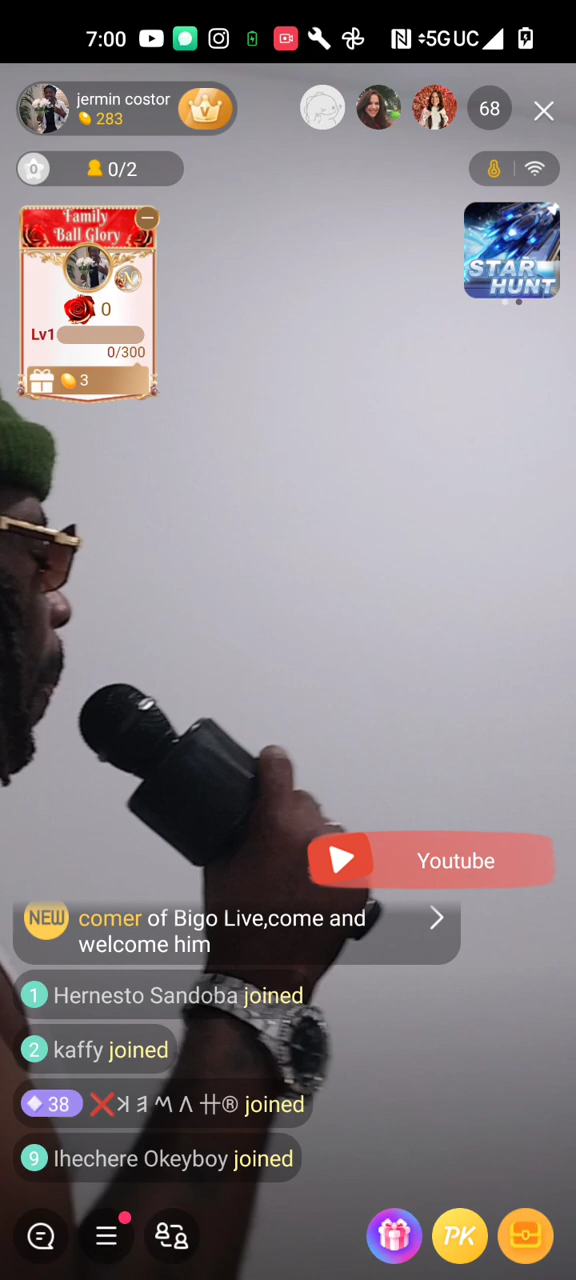 7:00
5G UC
jermin costor
283
V
68
0
0/2
Family
Ball Glory
N
0
Lv1
0/300
3
STAR
HUNT
Youtube
NEW comer of Bigo Live,come and
welcome him
1 Hernesto Sandoba joined
2 kaffy joined
joined
38
9 Ihechere Okeyboy joined
PK